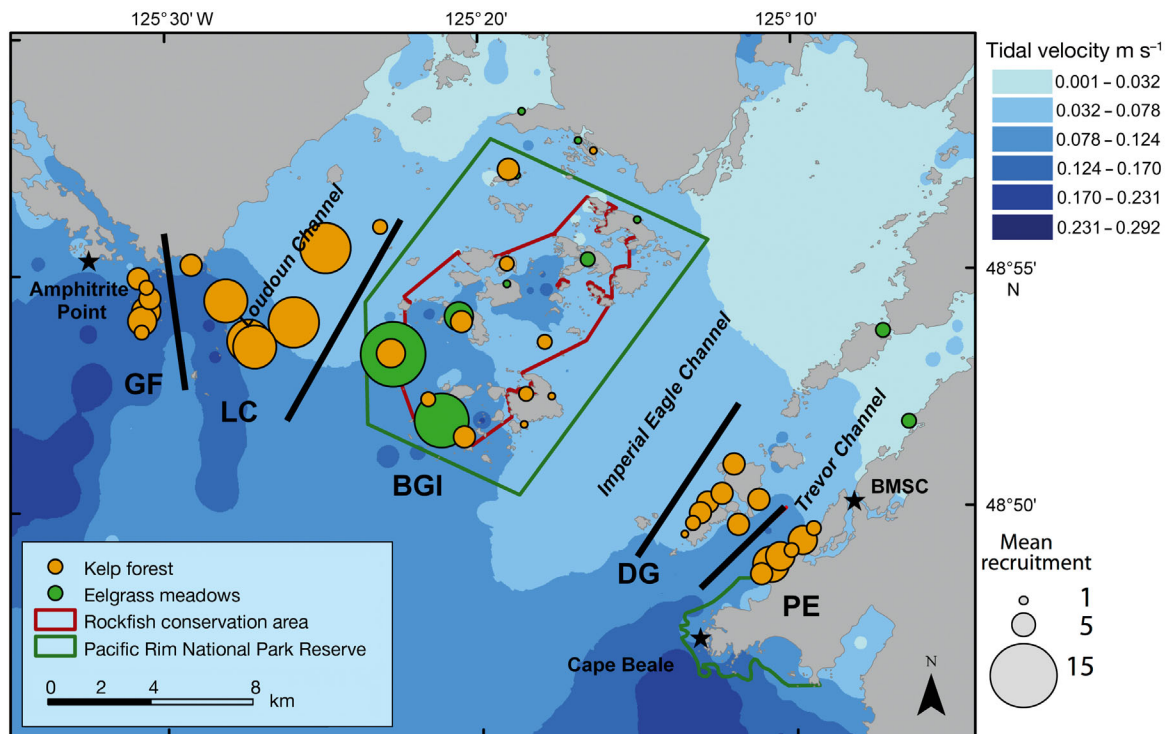 125°30' W
125°20'
125°10'
Tidal velocity m s⁻¹
0.001 – 0.032
0.032 – 0.078
0.078 – 0.124
0.124 – 0.170
0.170 – 0.231
0.231 – 0.292
48°55'
N
48°50'
Amphitrite
Point
Loudoun Channel
GF
LC
BGI
Imperial Eagle Channel
Trevor Channel
BMSC
DG
PE
Cape Beale
Kelp forest
Eelgrass meadows
Rockfish conservation area
Pacific Rim National Park Reserve
0 2 4 8
km
N
Mean
recruitment
1
5
15